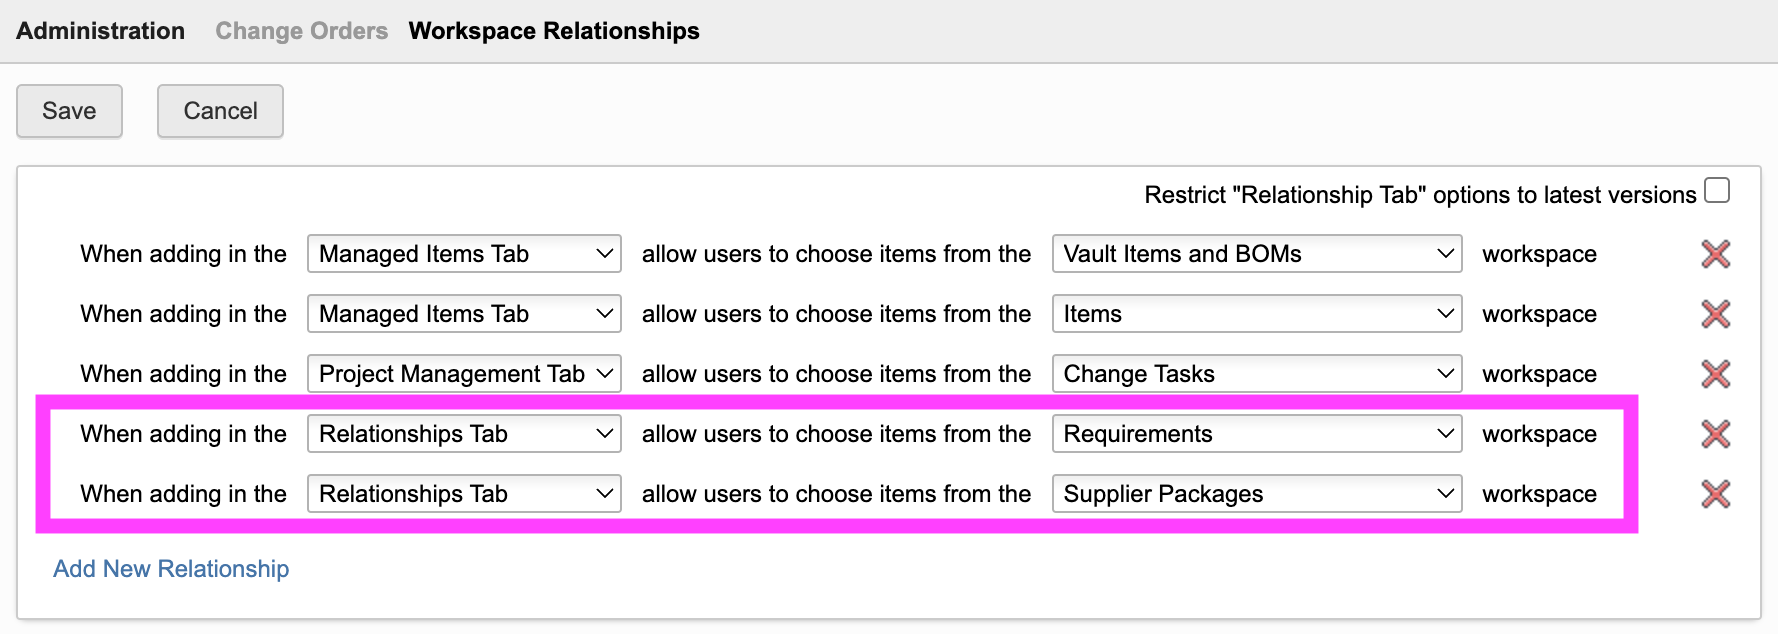 Administration Change Orders Workspace Relationships
Save Cancel
Restrict "Relationship Tab" options to latest versions
When adding in the Managed Items Tab allow users to choose items from the Vault Items and BOMs workspace
When adding in the Managed Items Tab allow users to choose items from the Items workspace
When adding in the Project Management Tab allow users to choose items from the Change Tasks workspace
When adding in the Relationships Tab allow users to choose items from the Requirements workspace
When adding in the Relationships Tab allow users to choose items from the Supplier Packages workspace
Add New Relationship